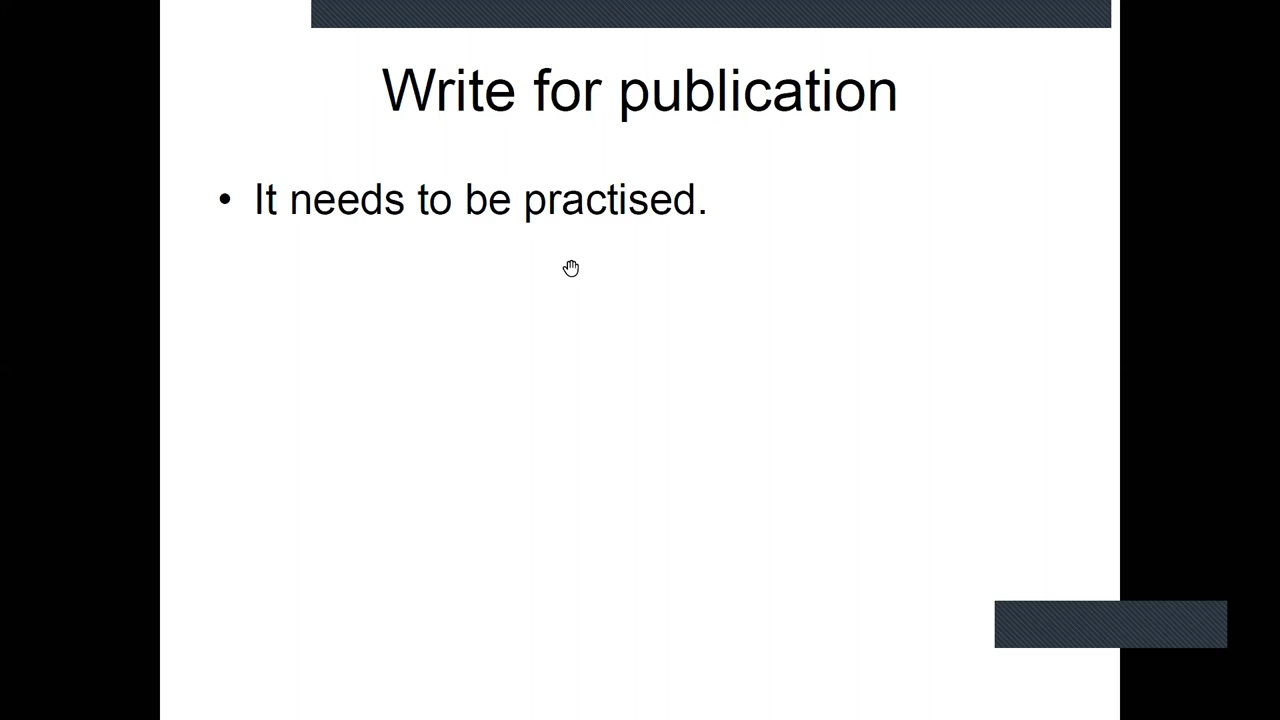 Write for publication
• It needs to be practised.